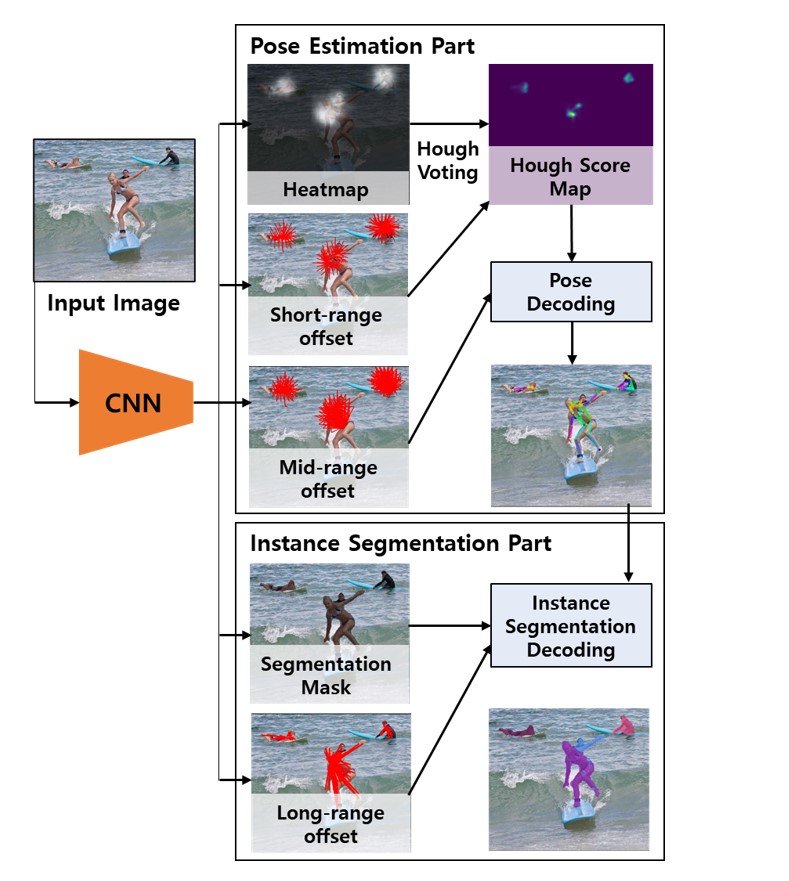 Pose Estimation Part
Heatmap
Hough
Voting
Hough Score
Map
Input Image
Short-range
offset
Pose
Decoding
CNN
Mid-range
offset
Instance Segmentation Part
Segmentation
Mask
Instance
Segmentation
Decoding
Long-range
offset